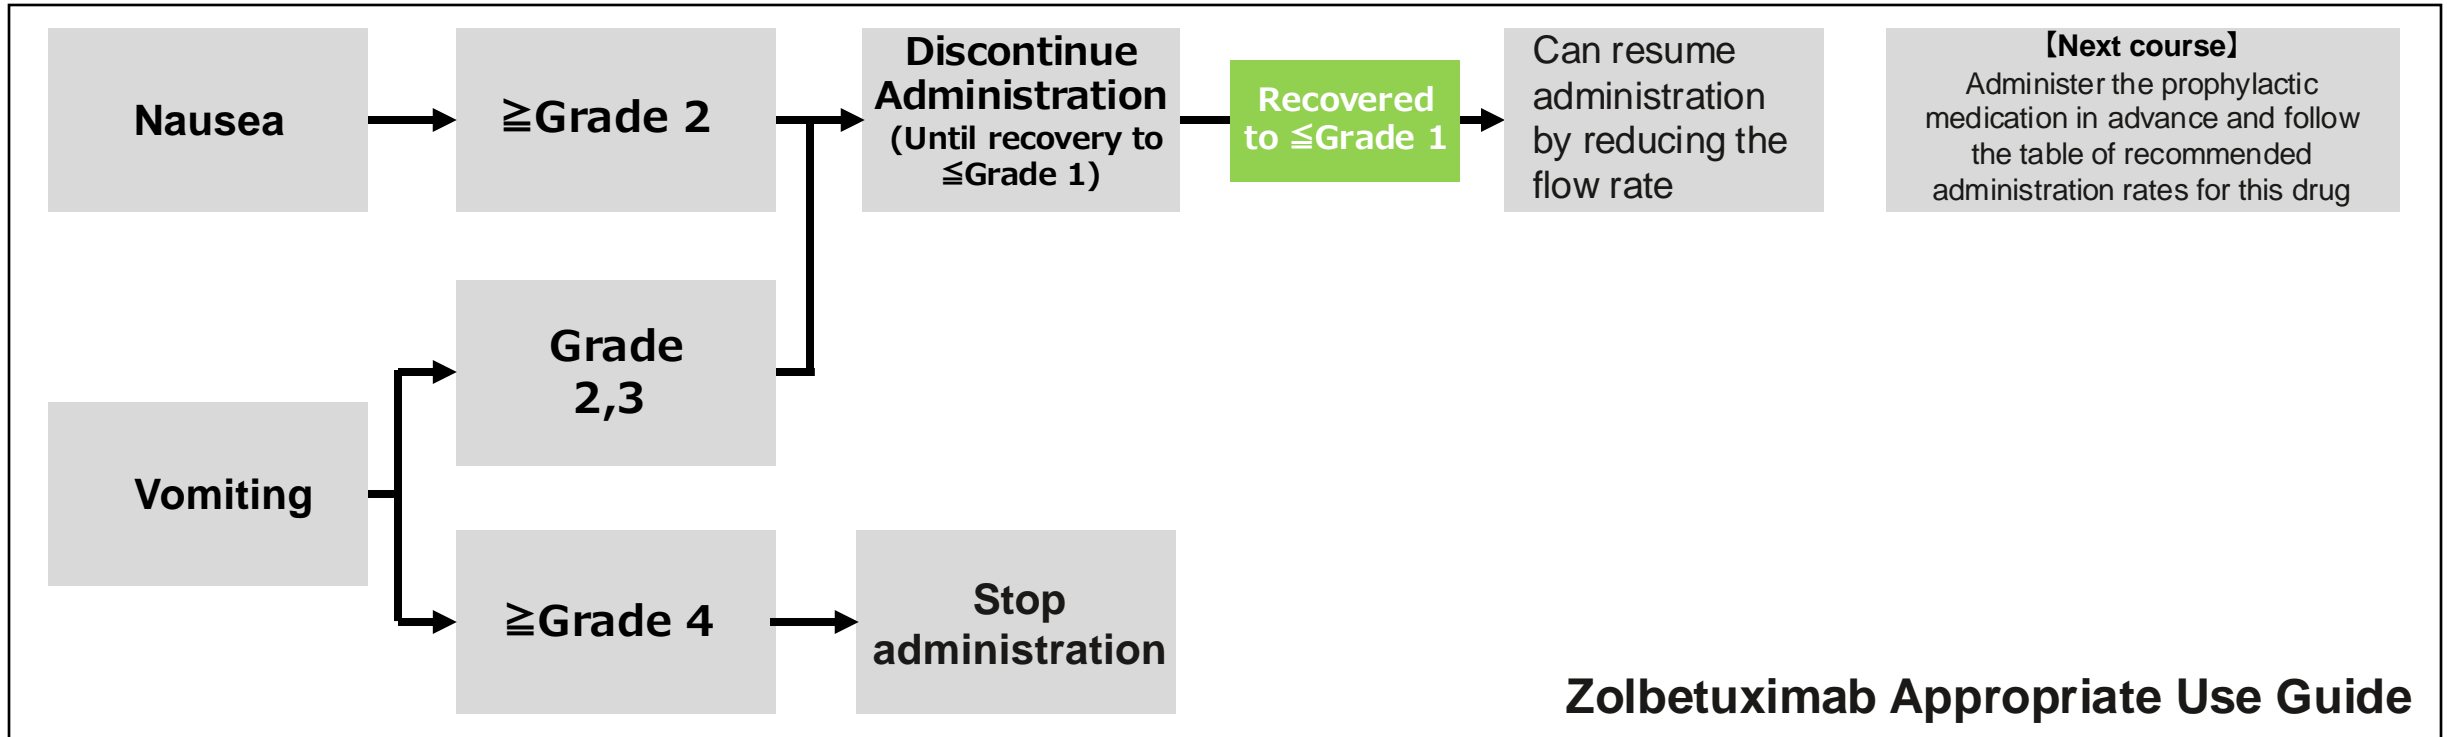 Nausea
≧Grade 2
Discontinue
Administration
(Until recovery to
≦Grade 1)
Recovered
to ≦Grade 1
Can resume
administration
by reducing the
flow rate
【Next course】
Administer the prophylactic
medication in advance and follow
the table of recommended
administration rates for this drug
Vomiting
Grade
2,3
≧Grade 4
Stop
administration
Zolbetuximab Appropriate Use Guide